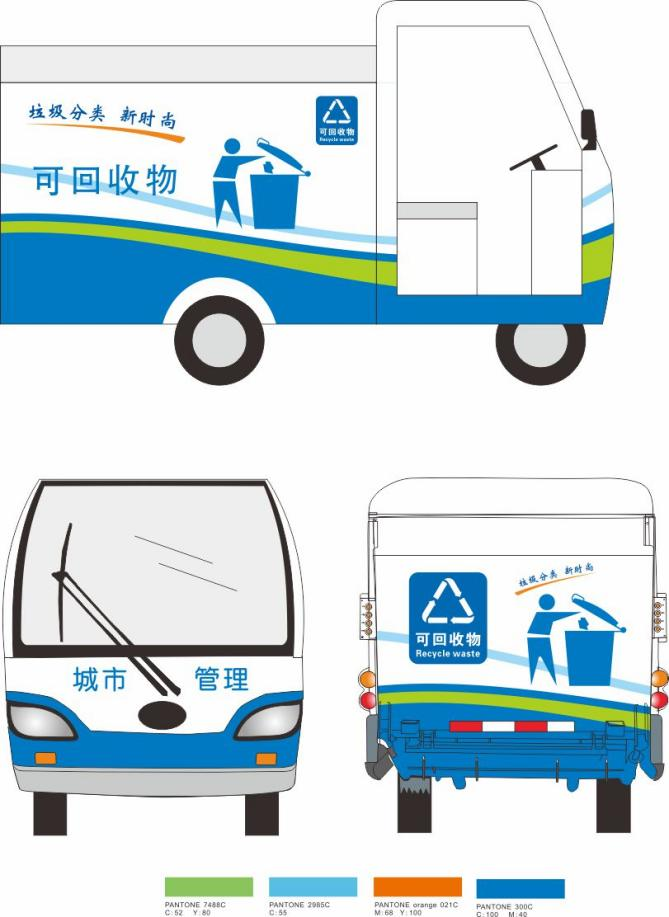 垃圾分类 新时尚
可回收物
Recycle waste
可回收物
城市 管理
可回收物
Recycle waste
垃圾分类 新时尚
PANTONE 7488C
C: 52 Y: 80
PANTONE 2985C
C: 55
PANTONE orange 021C
M: 68 Y: 100
PANTONE 300C
C: 100 M: 40